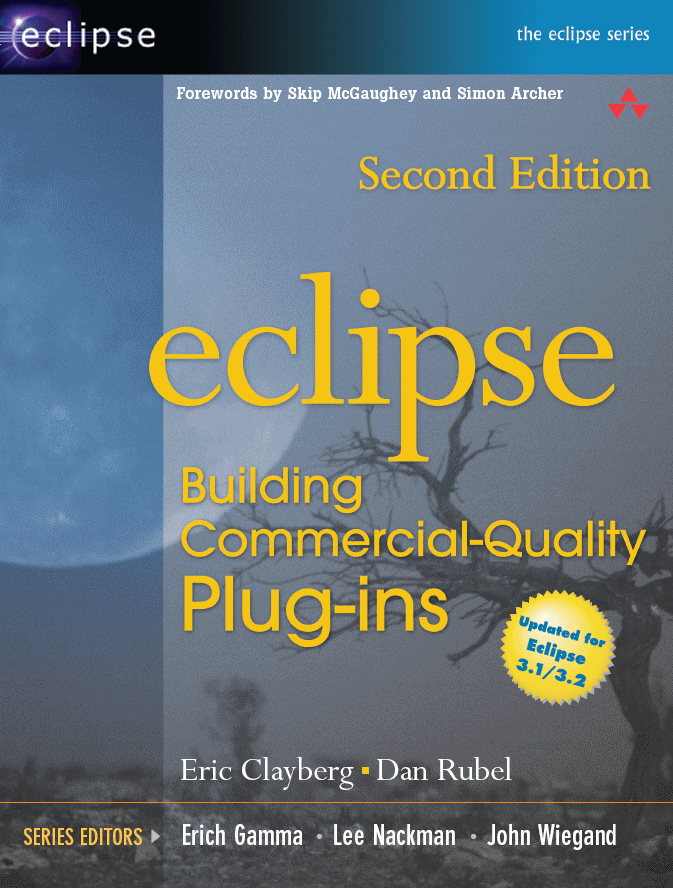 eclipse
the eclipse series
Forewords by Skip McGaughey and Simon Archer
Second Edition
eclipse
Building
Commercial-Quality
Plug-ins
Updated for
Eclipse
3.1/3.2
Eric Clayberg ▪ Dan Rubel
SERIES EDITORS ▶ Erich Gamma • Lee Nackman • John Wiegand